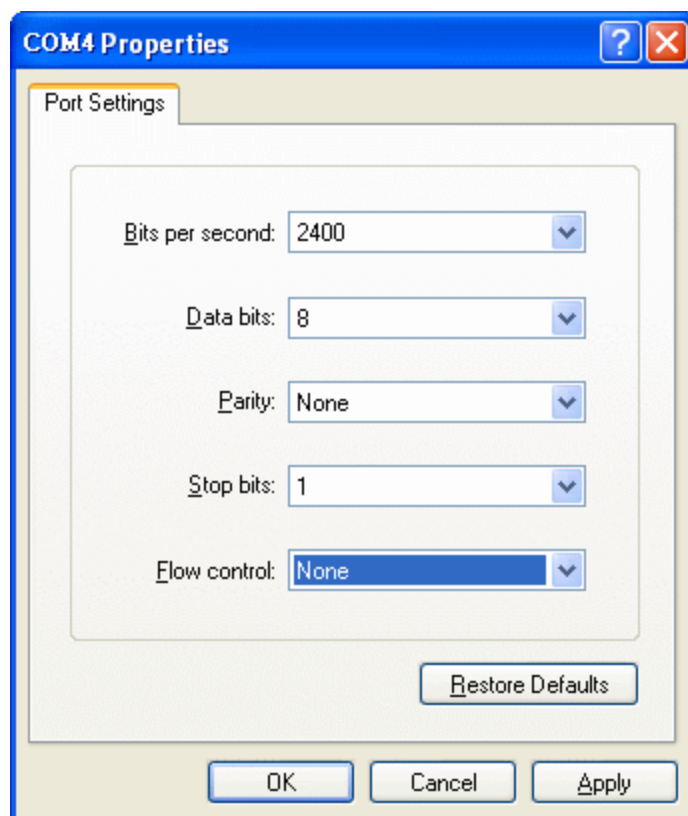 COM4 Properties
Port Settings
Bits per second: 2400
Data bits: 8
Parity: None
Stop bits: 1
Flow control: None
Restore Defaults
OK Cancel Apply